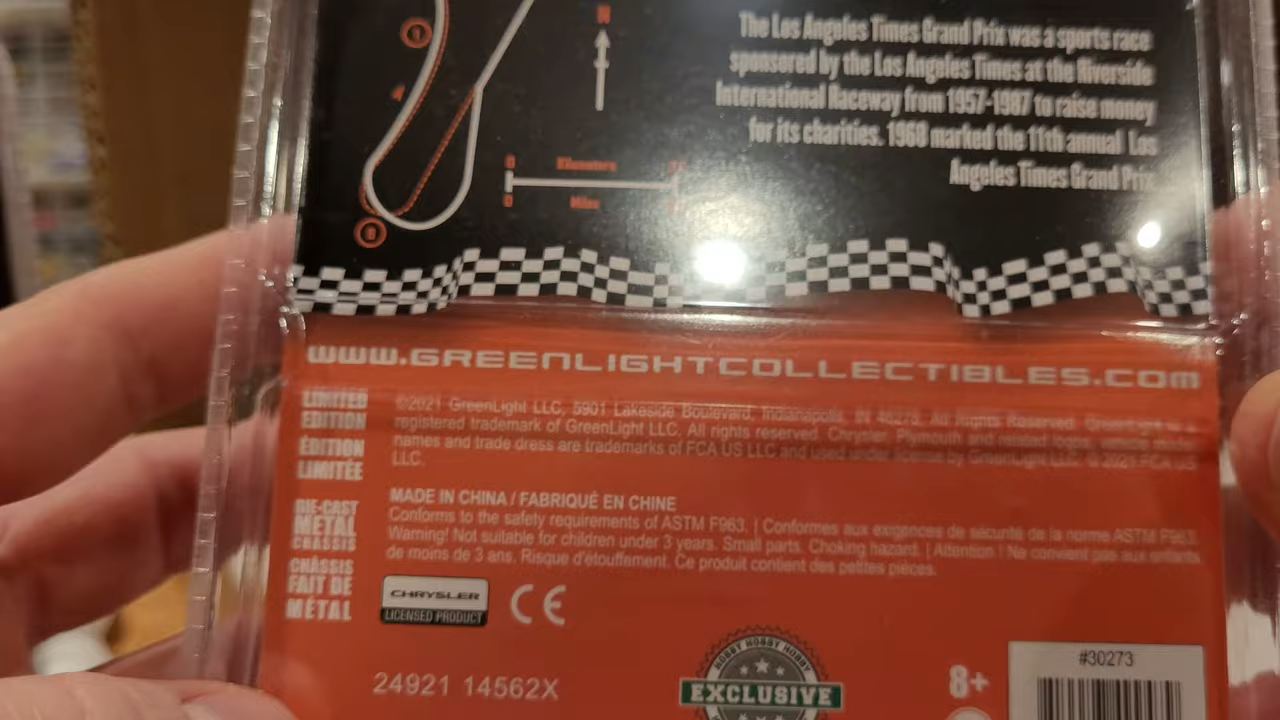 1
N
The Los Angeles Times Grand Prix was a sports race
sponsored by the Los Angeles Times at the Riverside
International Raceway from 1957-1987 to raise money
for its charities. 1968 marked the 11th annual Los
Angeles Times Grand Prix
4
0 Kilometers
0 Miles
8
WWW.GREENLIGHTCOLLECTIBLES.COM
LIMITED
EDITION
ÉDITION
LIMITÉE
©2021 GreenLight LLC, 5901 Lakeside Boulevard, Indianapolis, IN 46278. All Rights Reserved. GreenLight is a
registered trademark of GreenLight LLC. All rights reserved. Chrysler, Plymouth and related logos, vehicle model
names and trade dress are trademarks of FCA US LLC and used under license by GreenLight LLC. © 2021 FCA US
LLC.
DIE-CAST
METAL
CHASSIS
CHÂSSIS
FAIT DE
MÉTAL
MADE IN CHINA / FABRIQUÉ EN CHINE
Conforms to the safety requirements of ASTM F963. | Conformes aux exigences de sécurité de la norme ASTM F963.
Warning! Not suitable for children under 3 years. Small parts. Choking hazard. | Attention ! Ne convient pas aux enfants
de moins de 3 ans. Risque d'étouffement. Ce produit contient des petites pièces.
CHRYSLER
LICENSED PRODUCT
CE
24921 14562X
HOBBY HOBBY HOBBY
EXCLUSIVE
8+
#30273